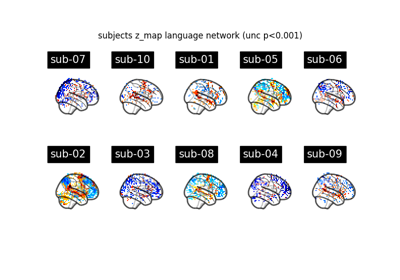 subjects z_map language network (unc p<0.001)
sub-07 sub-10 sub-01 sub-05 sub-06
sub-02 sub-03 sub-08 sub-04 sub-09